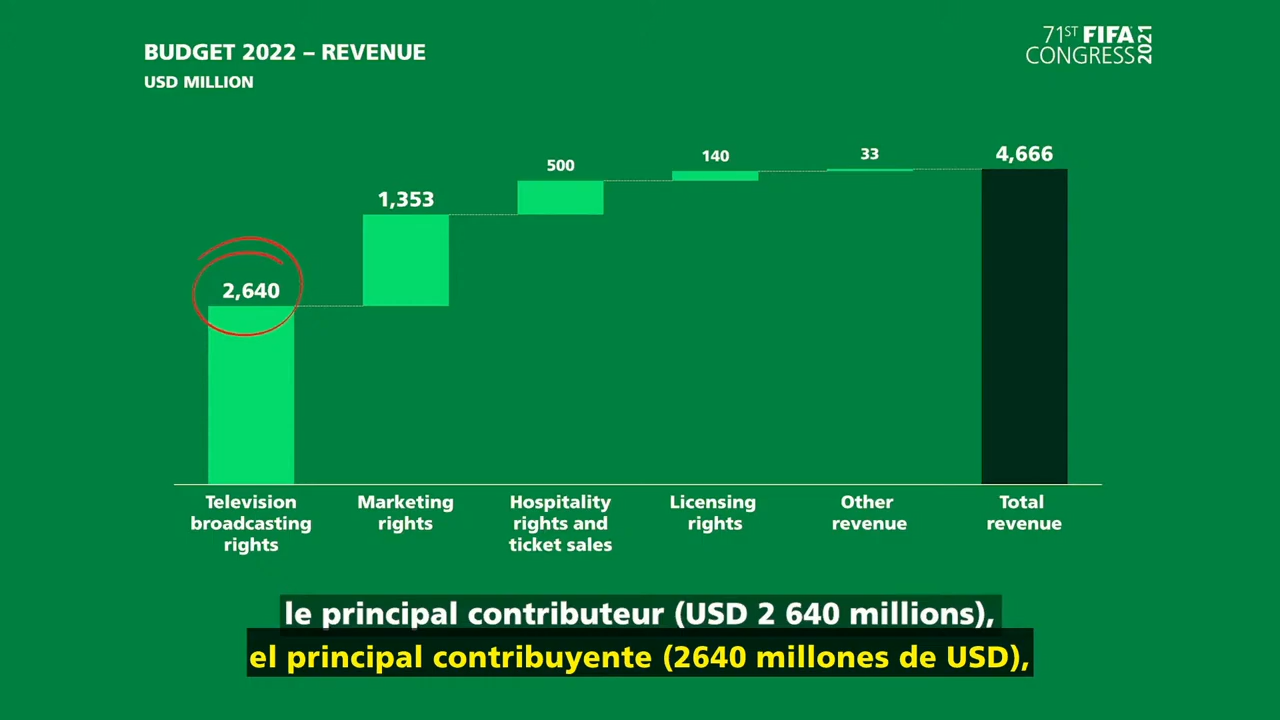 BUDGET 2022 – REVENUE
USD MILLION
71ST FIFA
CONGRESS
2021
2,640
1,353
500
140
33
4,666
Television
broadcasting
rights
Marketing
rights
Hospitality
rights and
ticket sales
Licensing
rights
Other
revenue
Total
revenue
le principal contributeur (USD 2 640 millions),
el principal contribuyente (2640 millones de USD),